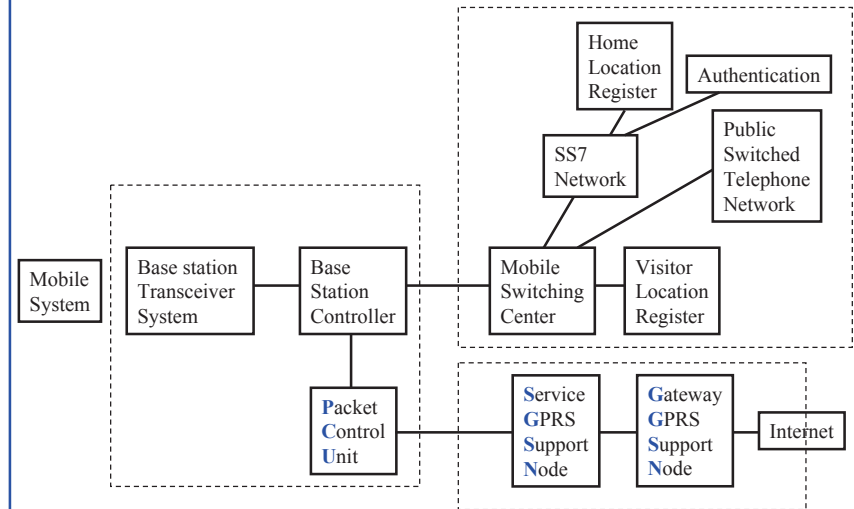 Home
Location
Register
Authentication
Public
Switched
Telephone
Network
SS7
Network
Mobile
System
Base station
Transceiver
System
Base
Station
Controller
Mobile
Switching
Center
Visitor
Location
Register
Packet
Control
Unit
Service
GPRS
Support
Node
Gateway
GPRS
Support
Node
Internet